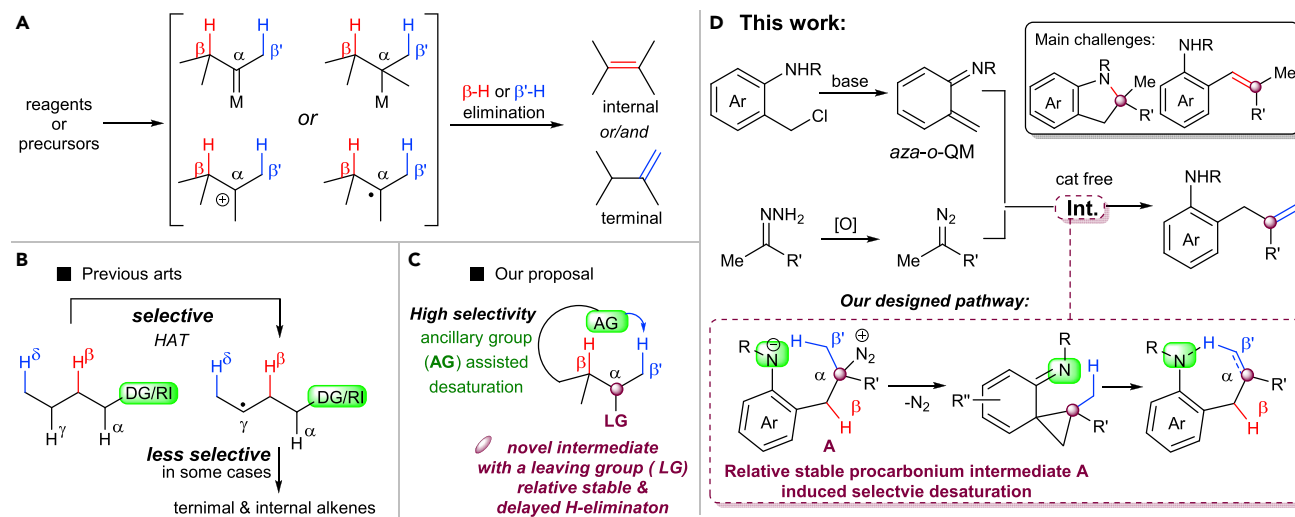 A
H
β
α
H
β'
M
or
H
β
α
H
β'
M
reagents
or
precursors
H
β
α
H
β'
⊕
H
β
α
H
β'
•
β-H or β'-H
elimination
internal
or/and
terminal
B
■ Previous arts
selective
HAT
Hδ
Hβ
DG/RI
H
γ
H
α
Hδ
Hβ
DG/RI
γ
H
α
less selective
in some cases
ternimal & internal alkenes
C
■ Our proposal
High selectivity
ancillary group
(AG) assisted
desaturation
AG
H
β
H
β'
α
LG
novel intermediate
with a leaving group ( LG)
relative stable &
delayed H-eliminaton
D
This work:
Ar
NHR
Cl
base
NR
aza-o-QM
Main challenges:
Ar
R
N
Me
R'
NHR
Ar
Me
R'
NNH2
Me
R'
[O]
N2
Me
R'
cat free
Int.
NHR
Ar
R'
Our designed pathway:
R
N
⊖
H
β'
⊕
N2
α
R'
Ar
H
β
A
-N2
R
N
H
R''
R'
R
N
H
β'
α
R'
Ar
β
H
Relative stable procarbonium intermediate A
induced selectvie desaturation